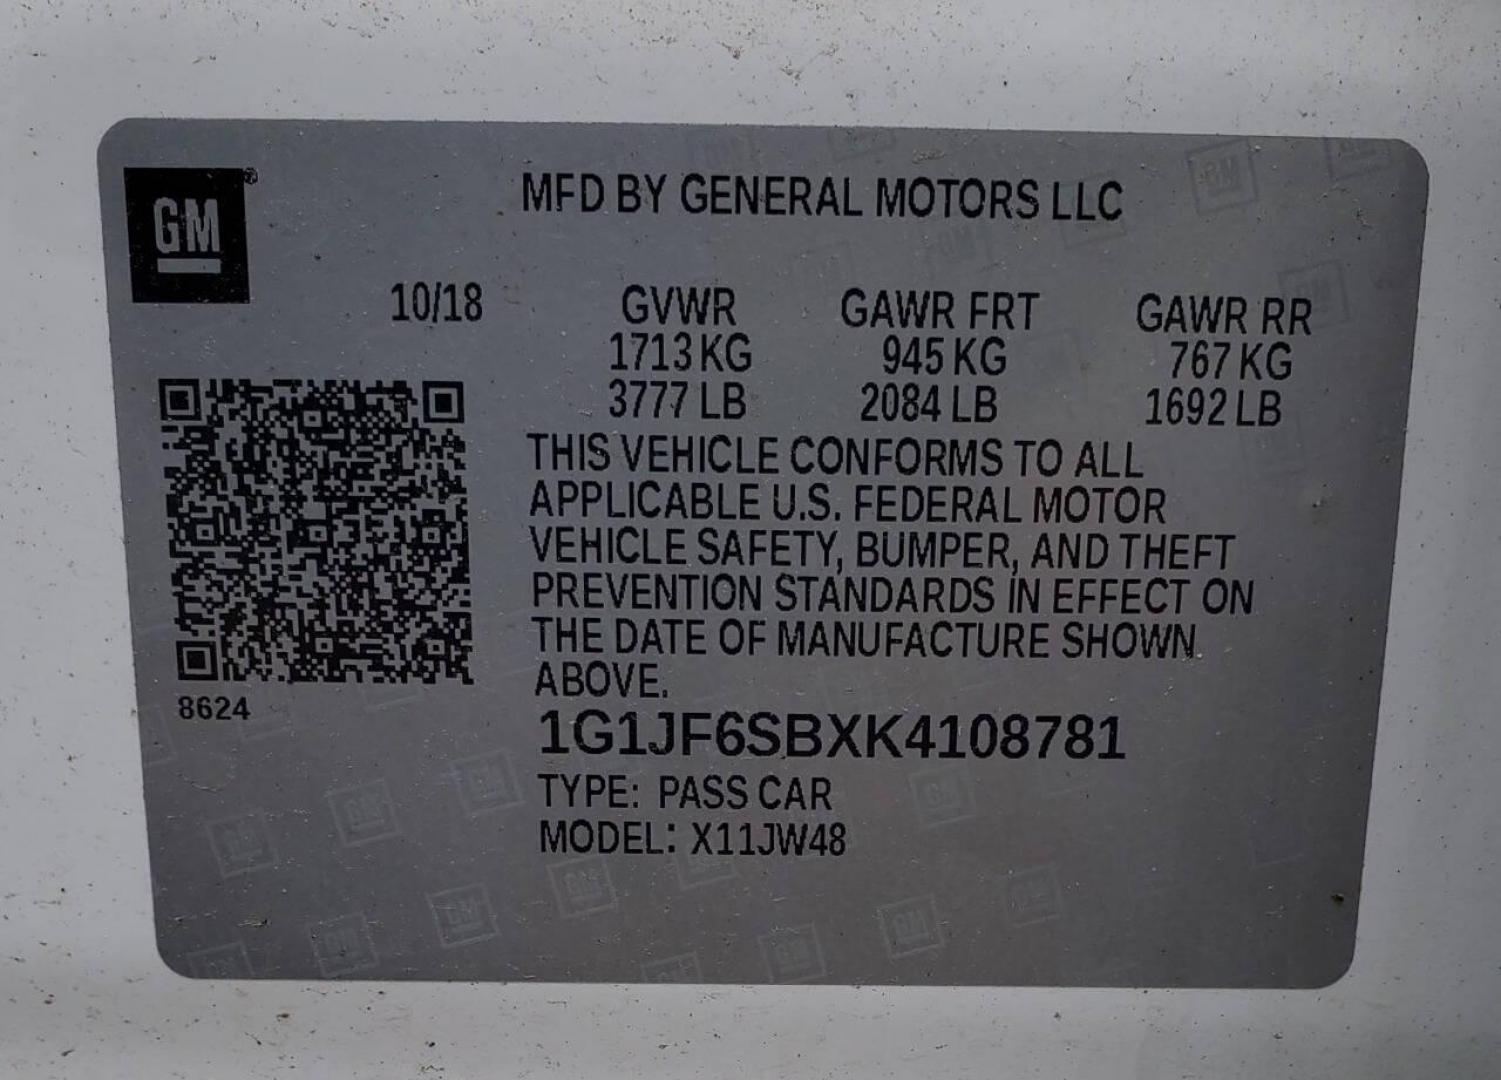 GM
MFD BY GENERAL MOTORS LLC
10/18 GVWR GAWR FRT GAWR RR
1713 KG 945 KG 767 KG
3777 LB 2084 LB 1692 LB
THIS VEHICLE CONFORMS TO ALL
APPLICABLE U.S. FEDERAL MOTOR
VEHICLE SAFETY, BUMPER, AND THEFT
PREVENTION STANDARDS IN EFFECT ON
THE DATE OF MANUFACTURE SHOWN
ABOVE.
8624
1G1JF6SBXK4108781
TYPE: PASS CAR
MODEL: X11JW48